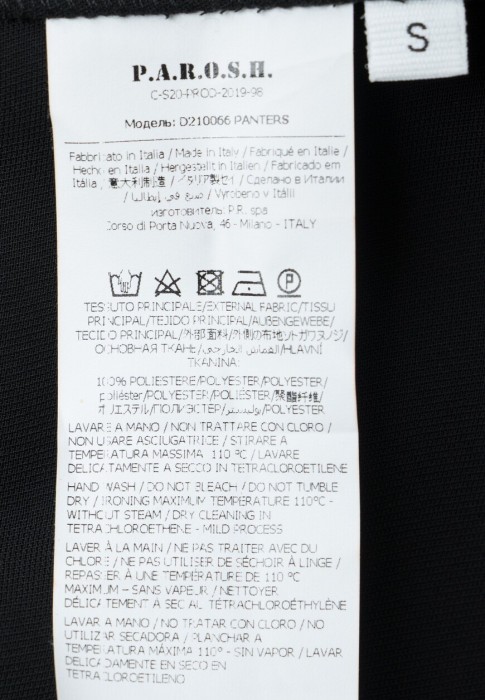 S
P.A.R.O.S.H.
C-S20-PROD-2019-98
Модель: D210066 PANTERS
Fabbricato in Italia / Made in Italy / Fabriqué en Italie /
Hecho en Italia / Hergestellt in Italien / Fabricado em
Itália / 意大利制造 / イタリア製セイ / Сделано в Италии
/ صنع في إيطاليا / Vyrobeno v Itálii
изготовитель: P.R. spa
Corso di Porta Nuova, 46 - Milano - ITALY
P
TESSUTO PRINCIPALE/EXTERNAL FABRIC/TISSU
PRINCIPAL/TEJIDO PRINCIPAL/AUßENGEWEBE/
TECIDO PRINCIPAL/外部面料/外側の布地
ОСНОВНАЯ ТКАНЬ/القماش الخارجي/HLAVNÍ
TKANINA:
100% POLIESTERE/POLYESTER/POLYESTER/
poliéster/POLYESTER/POLIÉSTER/聚酯纤维/
ポリエステル/ПОЛИЭСТЕР/بوليستر/POLYESTER
LAVARE A MANO / NON TRATTARE CON CLORO /
NON USARE ASCIUGATRICE / STIRARE A
TEMPERATURA MASSIMA 110 °C / LAVARE
DELICATAMENTE A SECCO IN TETRACLOROETILENE
HAND WASH / DO NOT BLEACH / DO NOT TUMBLE
DRY / IRONING MAXIMUM TEMPERATURE 110°C -
WITHOUT STEAM / DRY CLEANING IN
TETRACHLOROETHENE - MILD PROCESS
LAVER À LA MAIN / NE PAS TRAITER AVEC DU
CHLORE / NE PAS UTILISER DE SÉCHOIR À LINGE /
REPASSER À UNE TEMPÉRATURE DE 110 °C
MAXIMUM – SANS VAPEUR / NETTOYER
DÉLICATEMENT À SEC AU TÉTRACHLOROÉTHYLÈNE
LAVAR A MANO / NO TRATAR CON CLORO / NO
UTILIZAR SECADORA / PLANCHAR A
TEMPERATURA MÁXIMA 110° - SIN VAPOR / LAVAR
DELICADAMENTE EN SECO EN
TETRACLOROETILENO